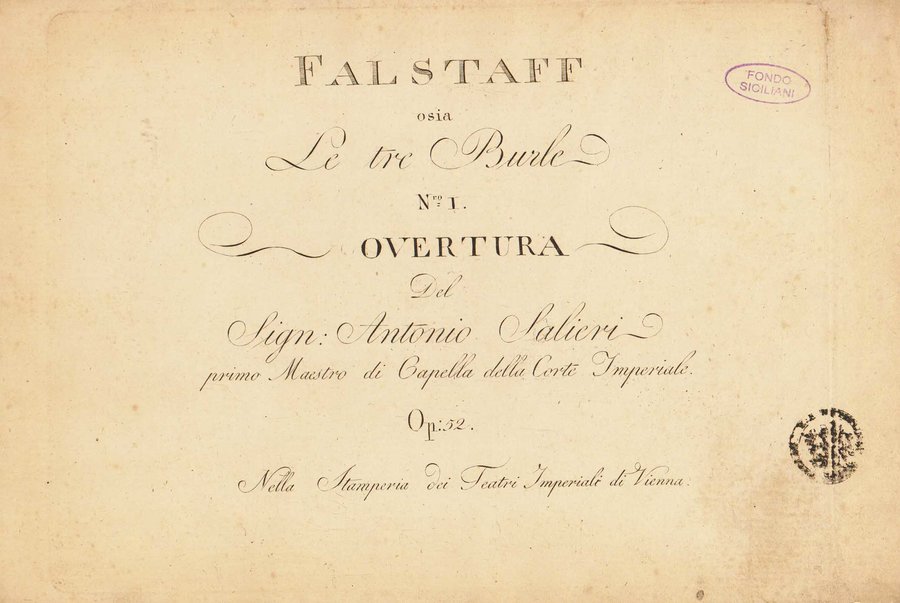 FALSTAFF
osia
Le tre Burle
Nro I.
OVERTURA
Del
Sign: Antonio Salieri
primo Maestro di Capella della Corte Imperiale.
Op: 52.
Nella Stamperia dei Teatri Imperiali di Vienna.
FONDO
SICILIANI